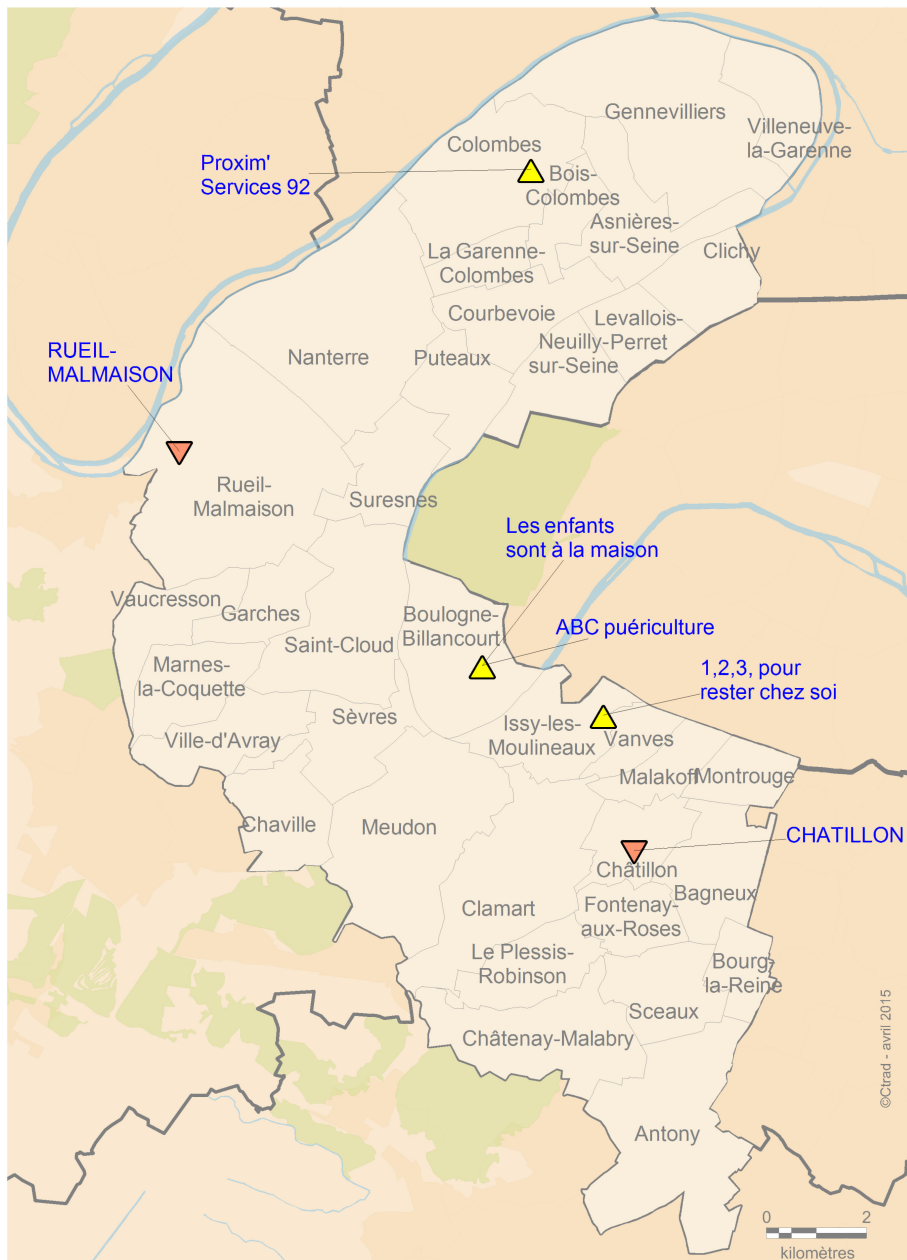 Gennevilliers
Villeneuve-
la-Garenne
Colombes
Proxim'
Services 92
Bois-
Colombes
Asnières-
sur-Seine
La Garenne-
Colombes
Clichy
Courbevoie
Levallois-
Perret
Neuilly-
sur-Seine
RUEIL-
MALMAISON
Nanterre
Puteaux
Rueil-
Malmaison
Suresnes
Les enfants
sont à la maison
Vaucresson
Garches
Boulogne-
Billancourt
ABC puériculture
Saint-Cloud
Marnes-
la-Coquette
1,2,3, pour
rester chez soi
Sèvres
Ville-d'Avray
Issy-les-
Moulineaux
Vanves
Malakoff
Montrouge
Chaville
Meudon
CHATILLON
Châtillon
Bagneux
Clamart
Fontenay-
aux-Roses
Le Plessis-
Robinson
Bourg-
la-Reine
Sceaux
Châtenay-Malabry
Antony
©Ctrad - avril 2015
0 2
kilomètres